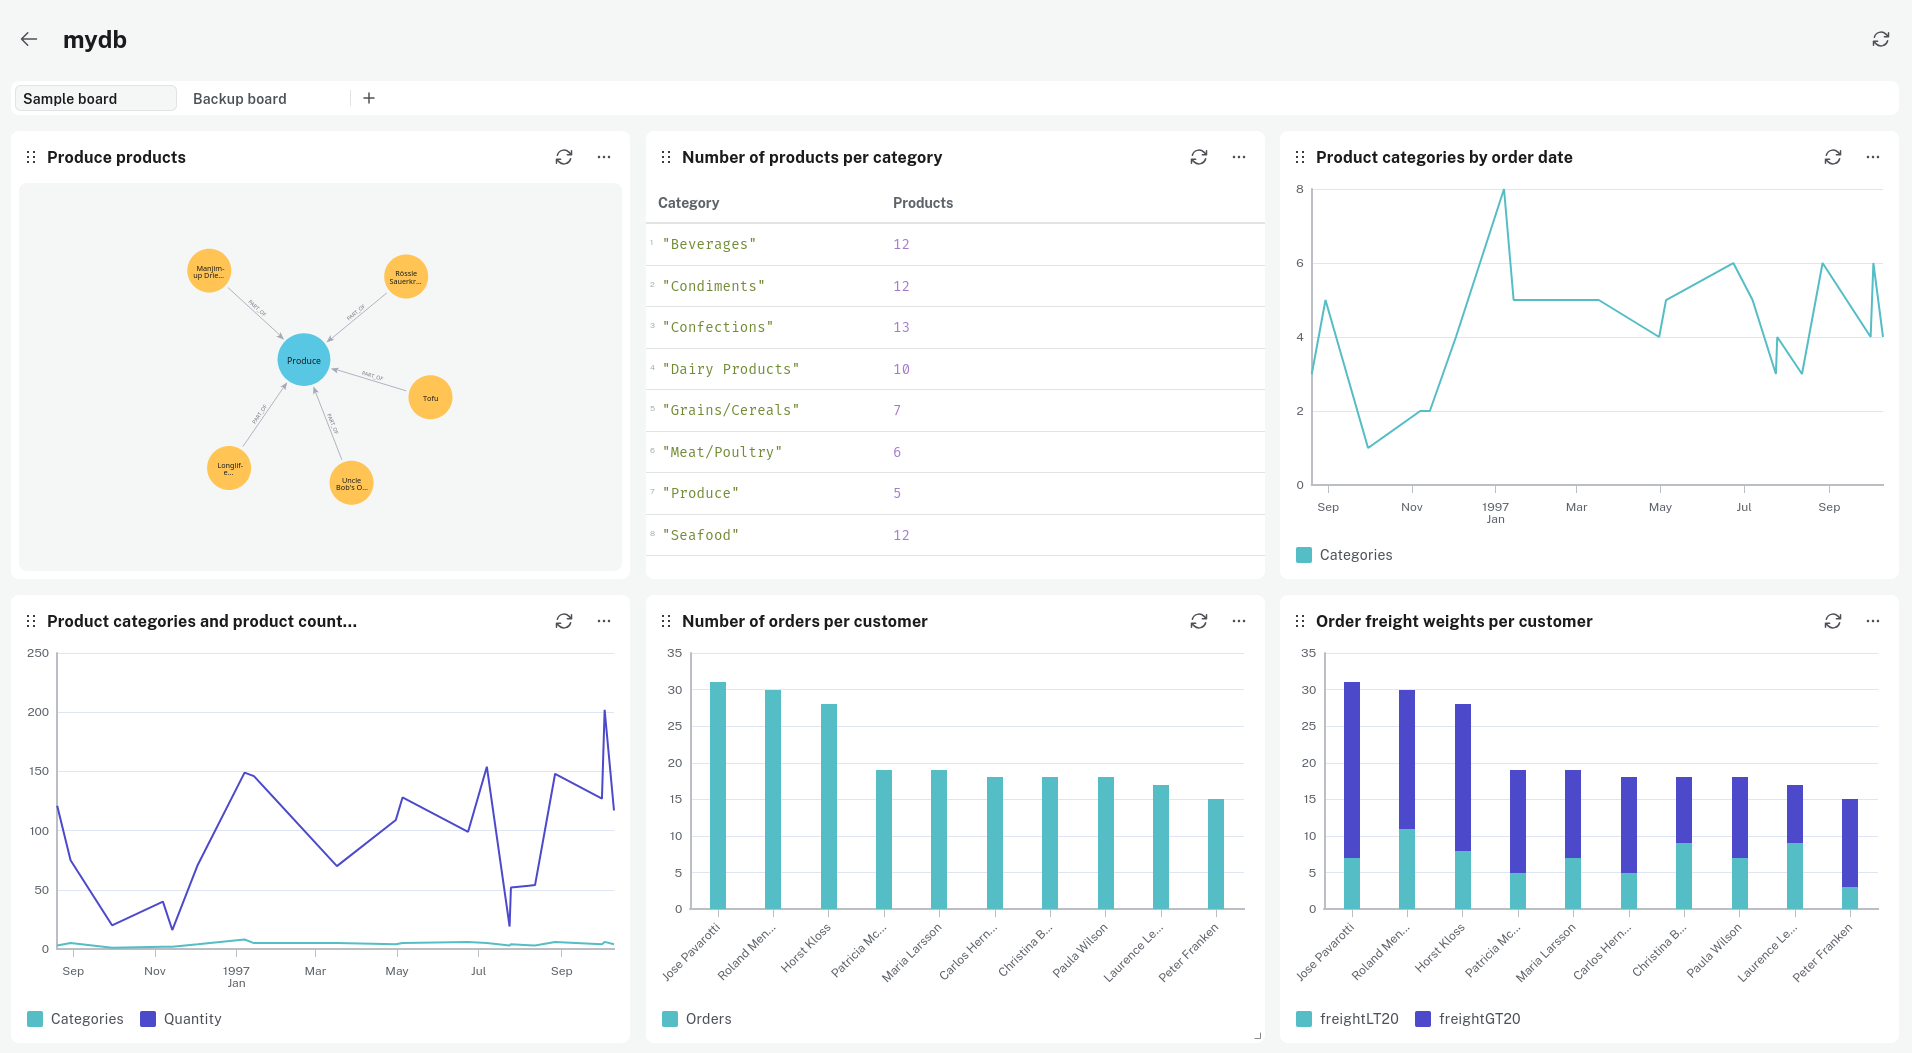 mydb
Sample board
Backup board
Produce products
Manjim-
up Drie...
Rössle
Sauerkr...
PART_OF
PART_OF
Produce
PART_OF
Tofu
PART_OF
PART_OF
Longlif-
e...
Uncle
Bob's O...
Number of products per category
Category Products
1 "Beverages" 12
2 "Condiments" 12
3 "Confections" 13
4 "Dairy Products" 10
5 "Grains/Cereals" 7
6 "Meat/Poultry" 6
7 "Produce" 5
8 "Seafood" 12
Product categories by order date
8
6
4
2
0
Sep Nov 1997 Mar May Jul Sep
Jan
Categories
Product categories and product count...
250
200
150
100
50
0
Sep Nov 1997 Mar May Jul Sep
Jan
Categories Quantity
Number of orders per customer
35
30
25
20
15
10
5
0
Jose Pavarotti
Roland Men...
Horst Kloss
Patricia Mc...
Maria Larsson
Carlos Hern...
Christina B...
Paula Wilson
Laurence Le...
Peter Franken
Orders
Order freight weights per customer
35
30
25
20
15
10
5
0
Jose Pavarotti
Roland Men...
Horst Kloss
Patricia Mc...
Maria Larsson
Carlos Hern...
Christina B...
Paula Wilson
Laurence Le...
Peter Franken
freightLT20 freightGT20